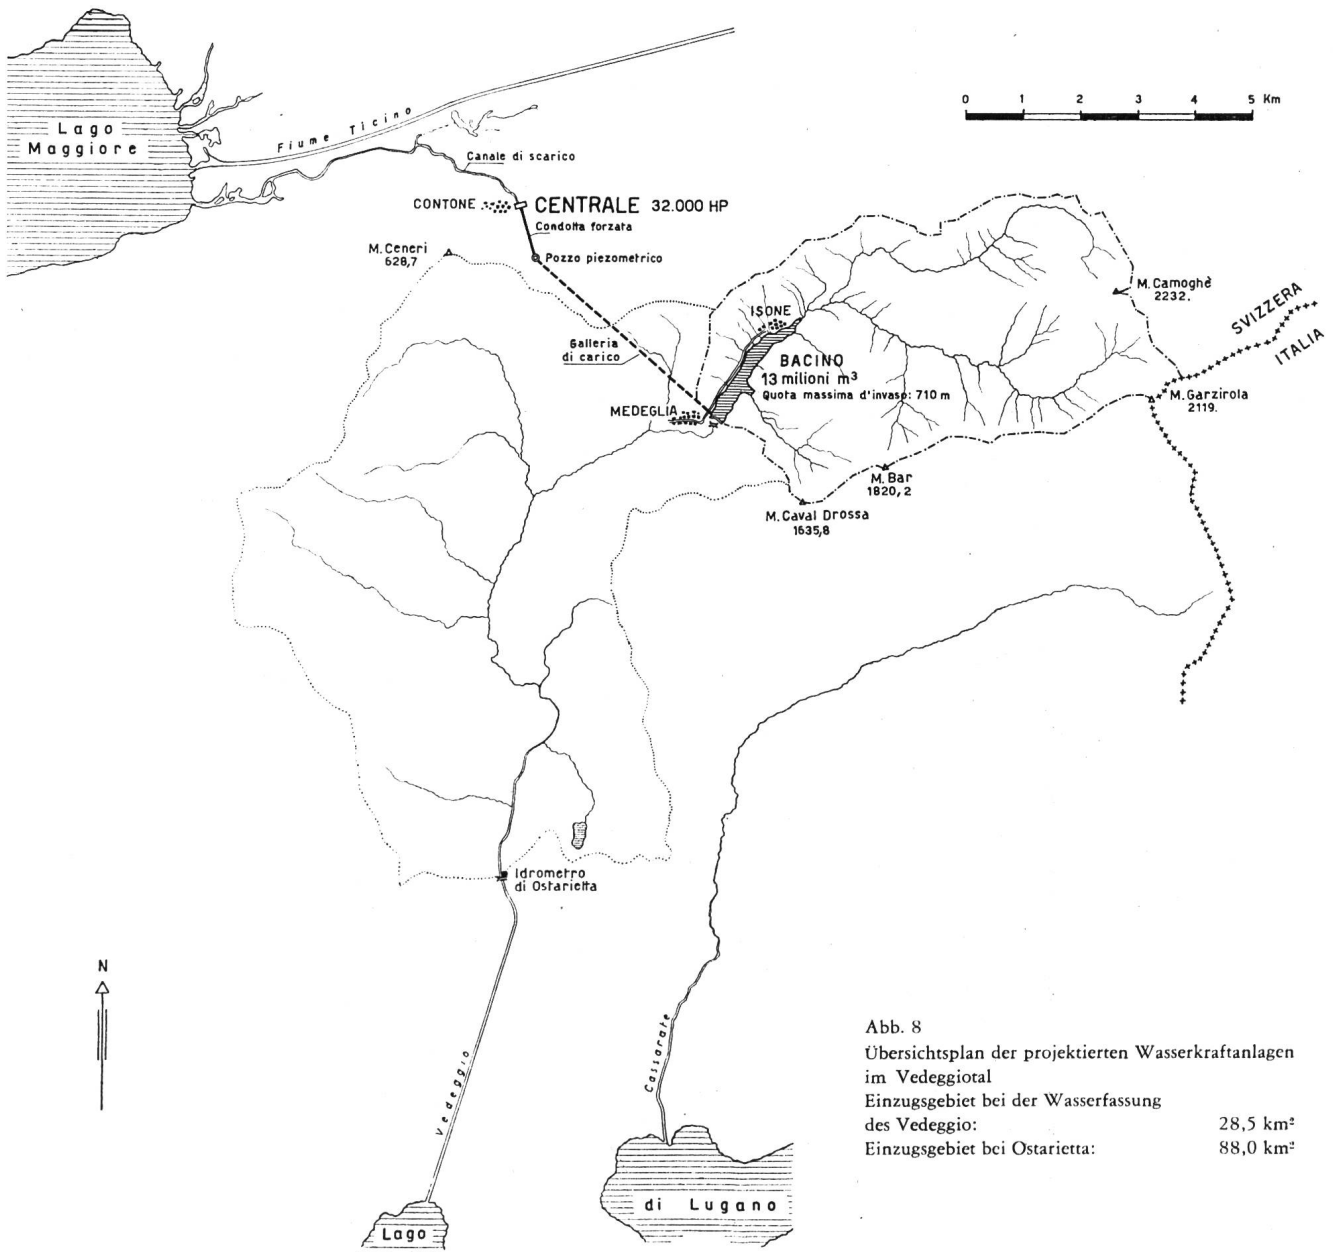 0 1 2 3 4 5 Km
Lago
Maggiore
Fiume Ticino
Canale di scarico
CONTONE
CENTRALE 32.000 HP
Condotta forzata
M. Ceneri
628,7
Pozzo piezometrico
M. Camoghè
2232.
ISONE
SVIZZERA
ITALIA
Galleria
di carico
BACINO
13 milioni m³
Quota massima d'invaso: 710 m
M. Garzirola
2119.
MEDEGLIA
M. Bar
1820,2
M. Caval Drossa
1635,8
Idrometro
di Ostarietta
N
Vedeggio
Cassarate
Lago
di Lugano
Abb. 8
Übersichtsplan der projektierten Wasserkraftanlagen
im Vedeggiotal
Einzugsgebiet bei der Wasserfassung
des Vedeggio: 28,5 km²
Einzugsgebiet bei Ostarietta: 88,0 km²